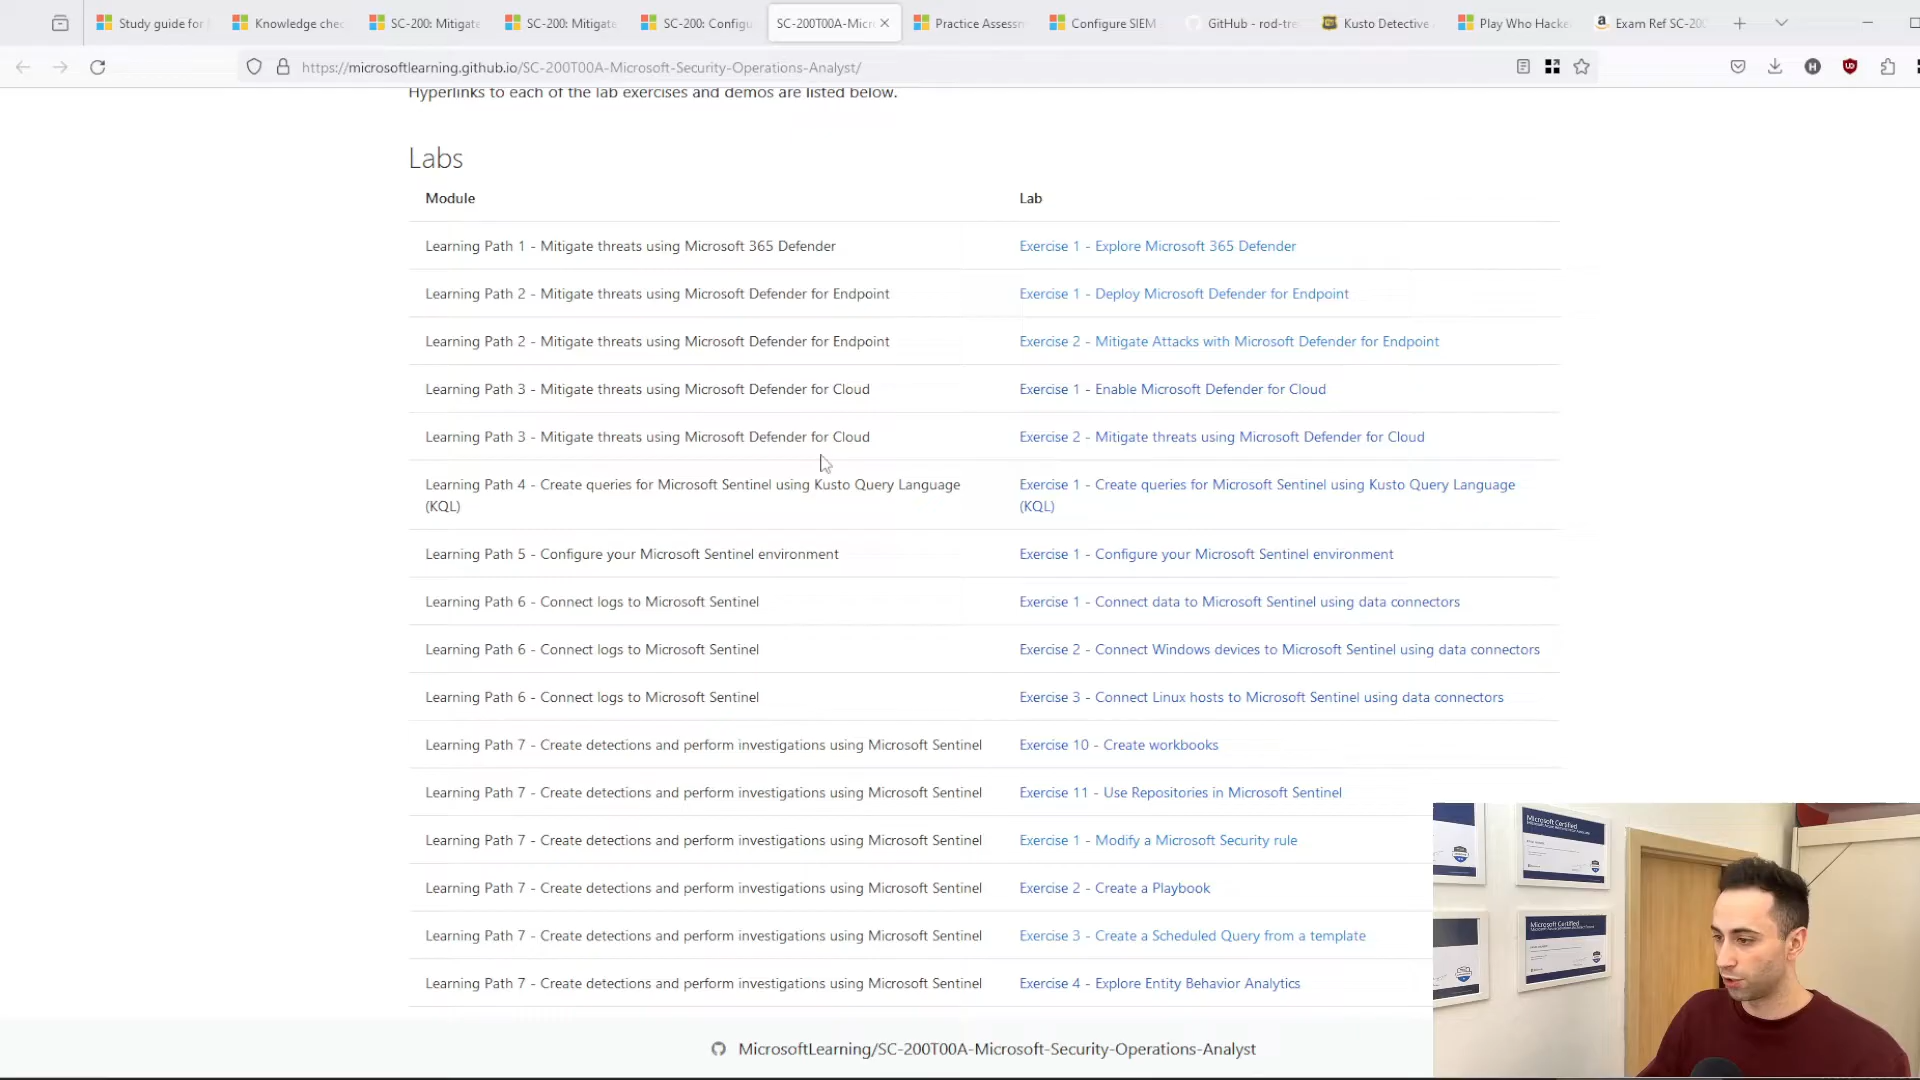 Study guide for
Knowledge chec
SC-200: Mitigate
SC-200: Mitigate
SC-200: Configu
SC-200T00A-Micr
Practice Assessm
Configure SIEM
GitHub - rod-tre
Kusto Detective
Play Who Hacke
Exam Ref SC-200
https://microsoftlearning.github.io/SC-200T00A-Microsoft-Security-Operations-Analyst/
Hyperlinks to each of the lab exercises and demos are listed below.
Labs
Module Lab
Learning Path 1 - Mitigate threats using Microsoft 365 Defender Exercise 1 - Explore Microsoft 365 Defender
Learning Path 2 - Mitigate threats using Microsoft Defender for Endpoint Exercise 1 - Deploy Microsoft Defender for Endpoint
Learning Path 2 - Mitigate threats using Microsoft Defender for Endpoint Exercise 2 - Mitigate Attacks with Microsoft Defender for Endpoint
Learning Path 3 - Mitigate threats using Microsoft Defender for Cloud Exercise 1 - Enable Microsoft Defender for Cloud
Learning Path 3 - Mitigate threats using Microsoft Defender for Cloud Exercise 2 - Mitigate threats using Microsoft Defender for Cloud
Learning Path 4 - Create queries for Microsoft Sentinel using Kusto Query Language
(KQL)
Exercise 1 - Create queries for Microsoft Sentinel using Kusto Query Language
(KQL)
Learning Path 5 - Configure your Microsoft Sentinel environment Exercise 1 - Configure your Microsoft Sentinel environment
Learning Path 6 - Connect logs to Microsoft Sentinel Exercise 1 - Connect data to Microsoft Sentinel using data connectors
Learning Path 6 - Connect logs to Microsoft Sentinel Exercise 2 - Connect Windows devices to Microsoft Sentinel using data connectors
Learning Path 6 - Connect logs to Microsoft Sentinel Exercise 3 - Connect Linux hosts to Microsoft Sentinel using data connectors
Learning Path 7 - Create detections and perform investigations using Microsoft Sentinel Exercise 10 - Create workbooks
Learning Path 7 - Create detections and perform investigations using Microsoft Sentinel Exercise 11 - Use Repositories in Microsoft Sentinel
Learning Path 7 - Create detections and perform investigations using Microsoft Sentinel Exercise 1 - Modify a Microsoft Security rule
Learning Path 7 - Create detections and perform investigations using Microsoft Sentinel Exercise 2 - Create a Playbook
Learning Path 7 - Create detections and perform investigations using Microsoft Sentinel Exercise 3 - Create a Scheduled Query from a template
Learning Path 7 - Create detections and perform investigations using Microsoft Sentinel Exercise 4 - Explore Entity Behavior Analytics
MicrosoftLearning/SC-200T00A-Microsoft-Security-Operations-Analyst
Microsoft Certified
Microsoft Certified